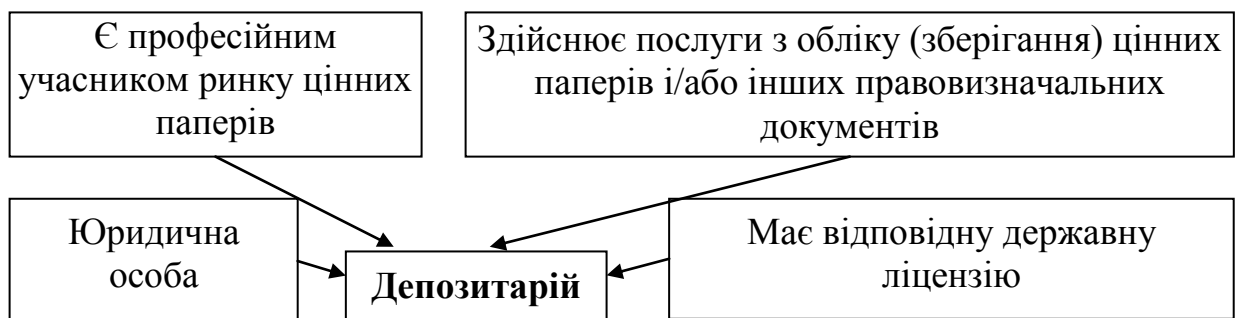 Є професійним
учасником ринку цінних
паперів
Здійснює послуги з обліку (зберігання) цінних
паперів і/або інших правовизначальних
документів
Юридична
особа
Депозитарій
Має відповідну державну
ліцензію